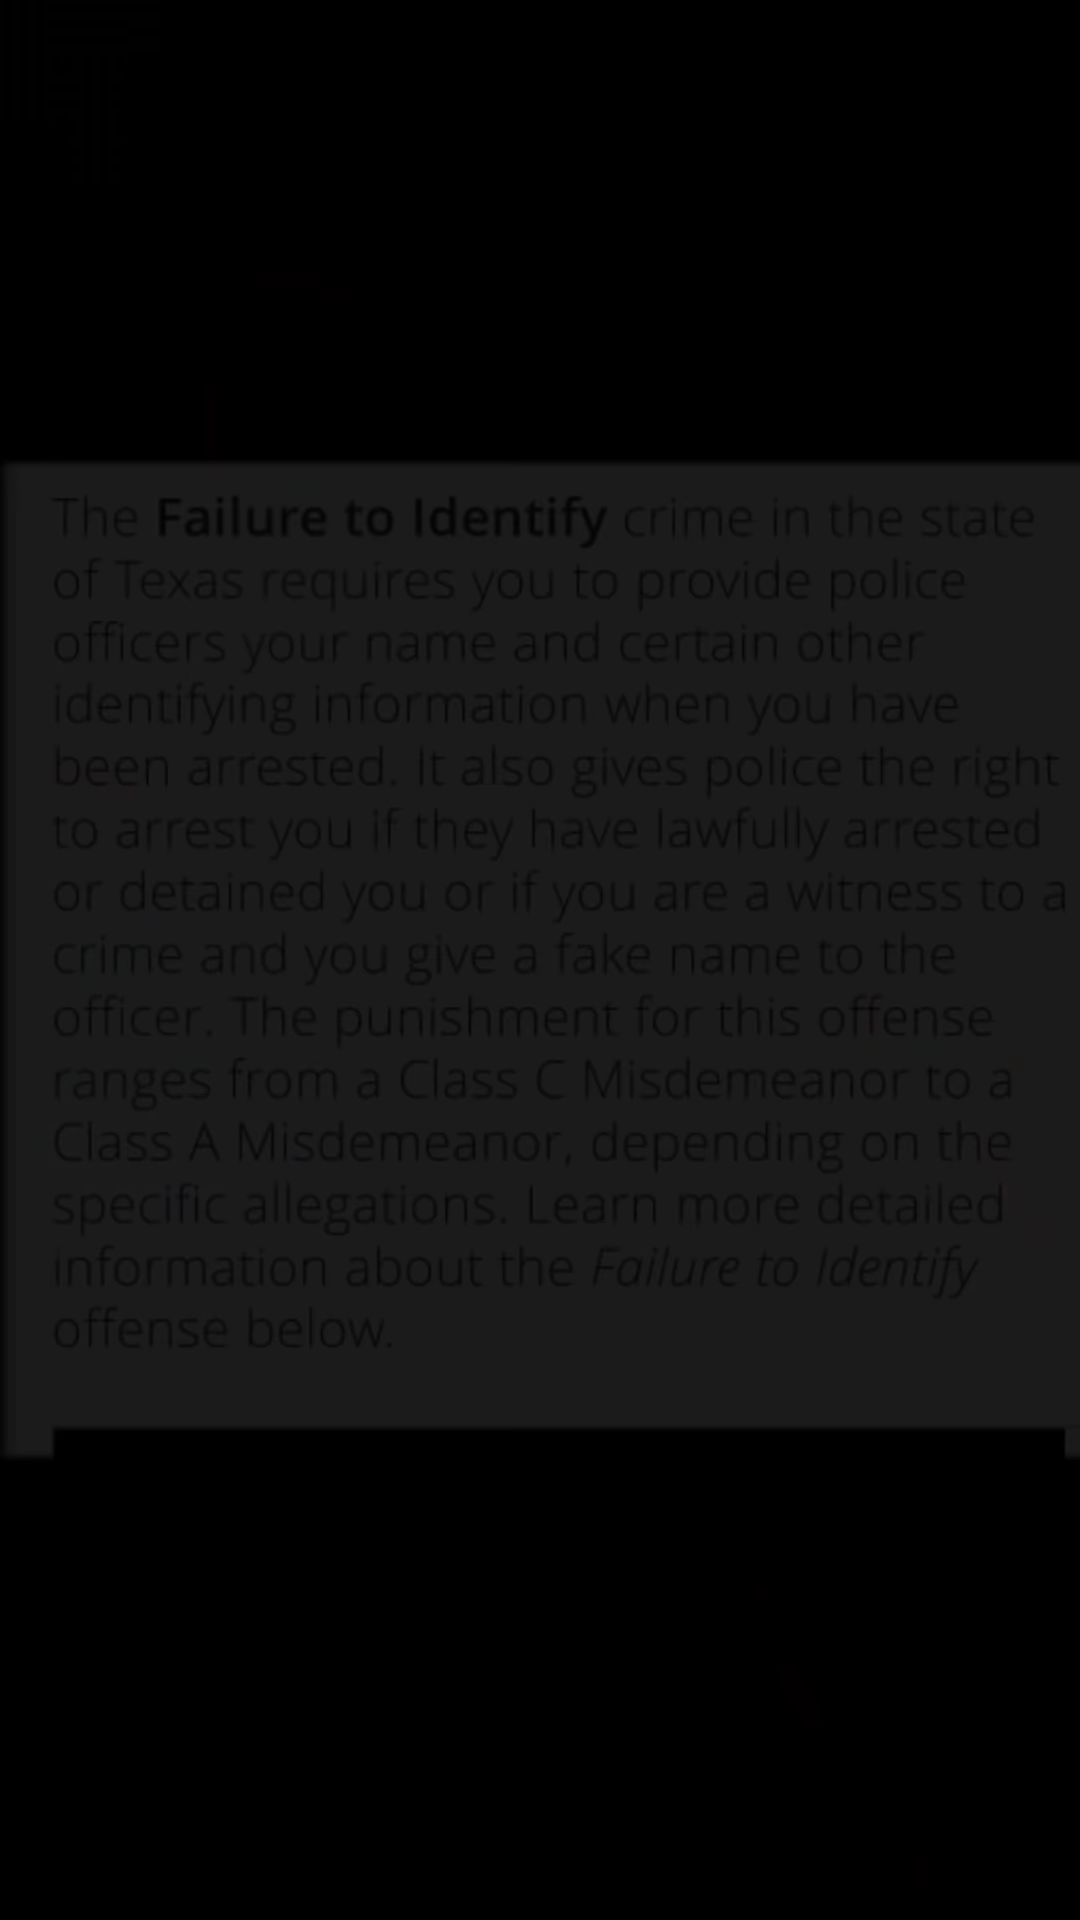 The Failure to Identify crime in the state
of Texas requires you to provide police
officers your name and certain other
identifying information when you have
been arrested. It also gives police the right
to arrest you if they have lawfully arrested
or detained you or if you are a witness to a
crime and you give a fake name to the
officer. The punishment for this offense
ranges from a Class C Misdemeanor to a
Class A Misdemeanor, depending on the
specific allegations. Learn more detailed
information about the Failure to Identify
offense below.